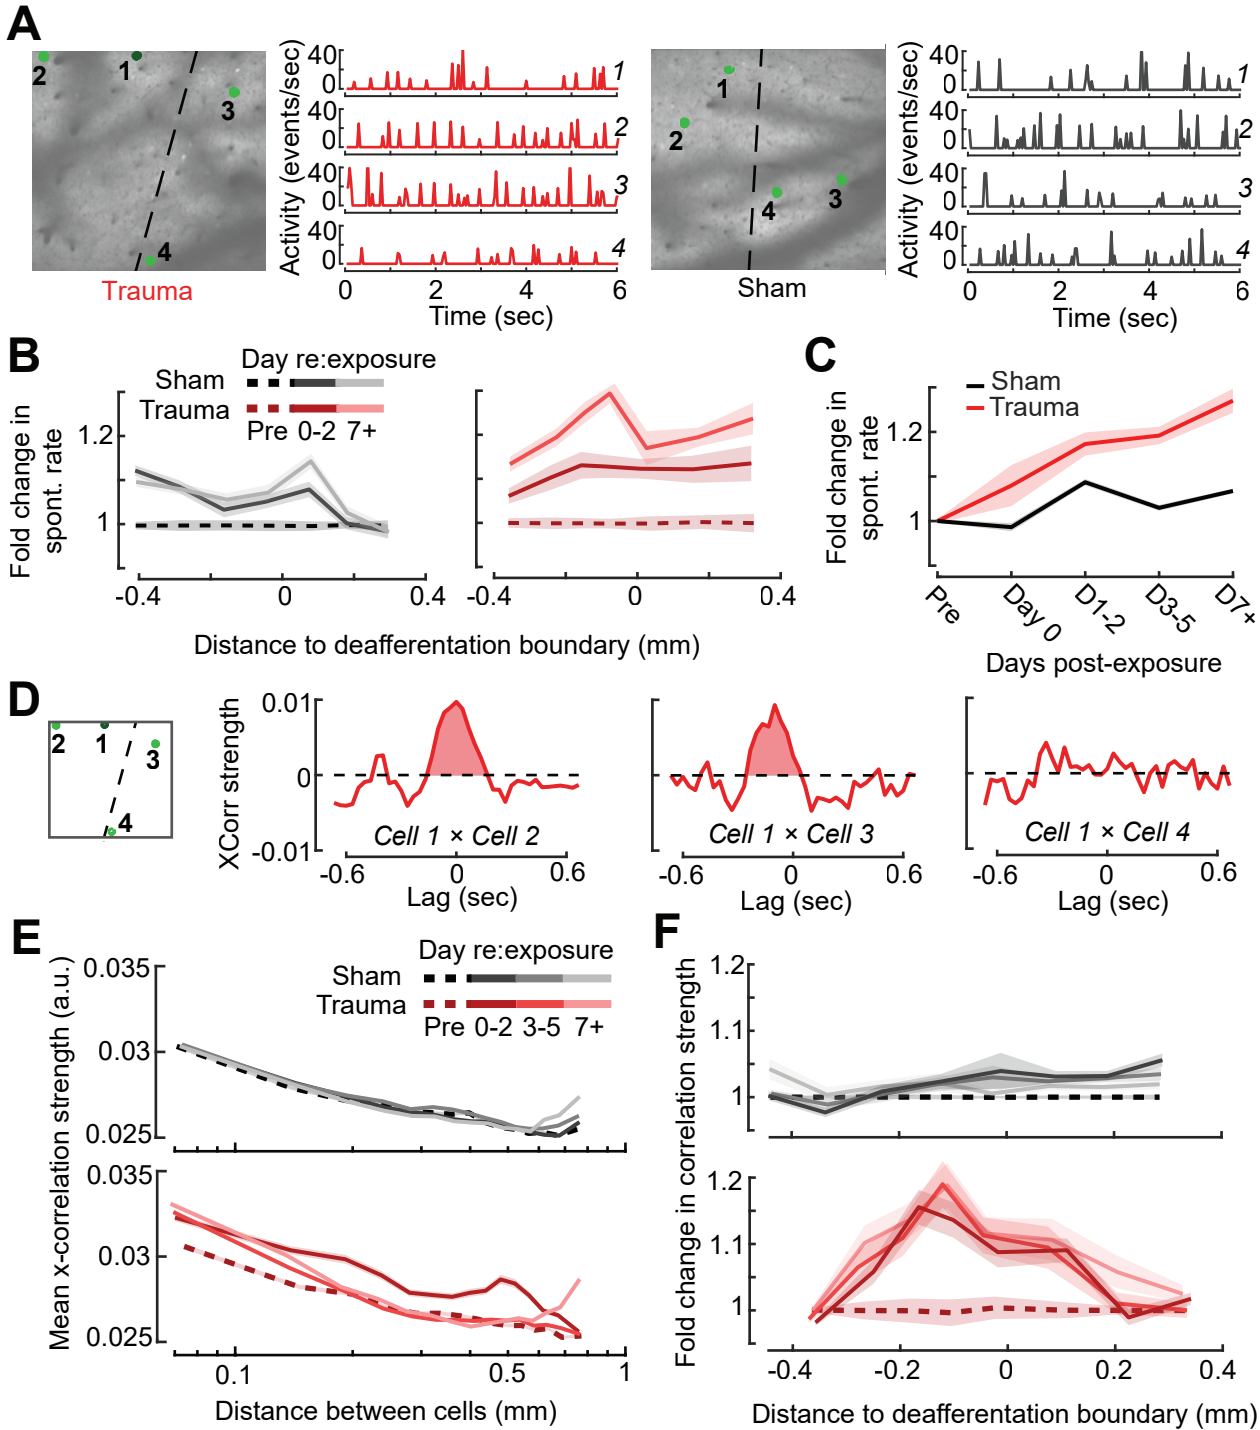 A
2
1
3
4
Trauma
Activity (events/sec)
40
0
1
40
0
2
40
0
3
40
0
4
0 2 4 6
Time (sec)
1
2
4
3
Sham
Activity (events/sec)
40
0
1
40
0
2
40
0
3
40
0
4
0 2 4 6
Time (sec)
B
Day re:exposure
Sham
Trauma
Pre 0-2 7+
Fold change in
spont. rate
1.2
1
-0.4 0 0.4
-0.4 0 0.4
Distance to deafferentation boundary (mm)
C
Sham
Trauma
Fold change in
spont. rate
1.2
1
Pre Day 0 D1-2 D3-5 D7+
Days post-exposure
D
2 1 3
4
XCorr strength
0.01
0
-0.01
Cell 1 × Cell 2
-0.6 0 0.6
Lag (sec)
Cell 1 × Cell 3
-0.6 0 0.6
Lag (sec)
Cell 1 × Cell 4
-0.6 0 0.6
Lag (sec)
E
Day re:exposure
Sham
Trauma
Pre 0-2 3-5 7+
Mean x-correlation strength (a.u.)
0.035
0.03
0.025
0.035
0.03
0.025
0.1 0.5 1
Distance between cells (mm)
F
Fold change in correlation strength
1.2
1.1
1
1.2
1.1
1
-0.4 -0.2 0 0.2 0.4
Distance to deafferentation boundary (mm)